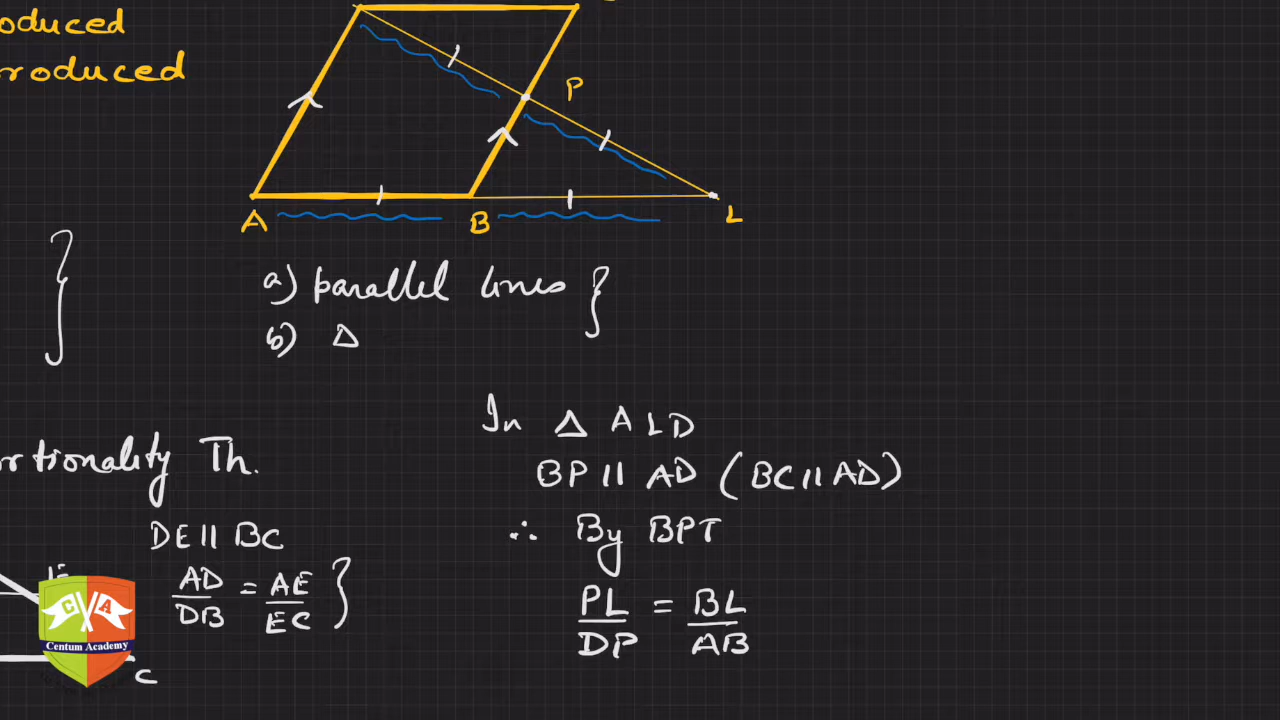 oduced
roduced
P
A
B
L
a) parallel lines }
b) Δ
}
rtionality Th.
DE || BC
AD/DB = AE/EC }
E
C
In Δ ALD
BP || AD (BC || AD)
∴ By BPT
PL/DP = BL/AB
CA
Centum Academy